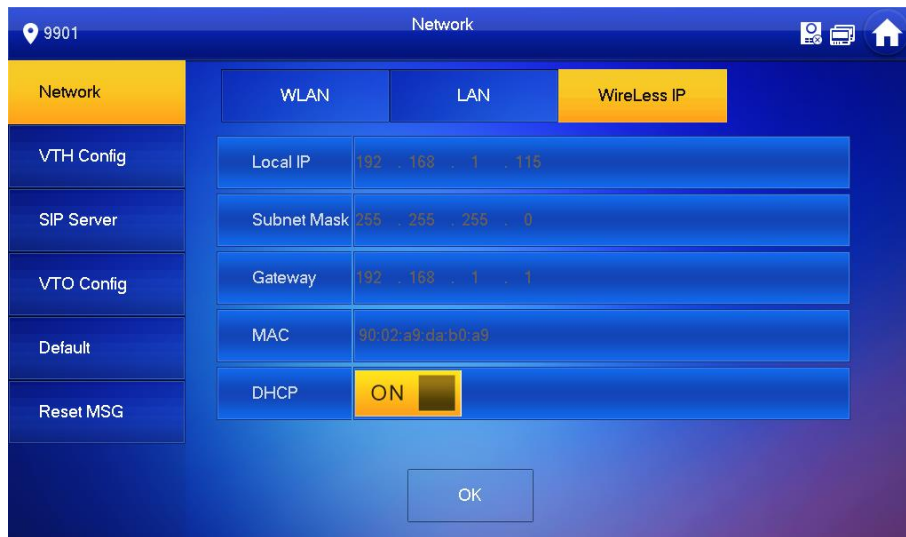 9901
Network
Network
VTH Config
SIP Server
VTO Config
Default
Reset MSG
WLAN
LAN
WireLess IP
Local IP 192 . 168 . 1 . 115
Subnet Mask 255 . 255 . 255 . 0
Gateway 192 . 168 . 1 . 1
MAC 90:02:a9:da:b0:a9
DHCP ON
OK